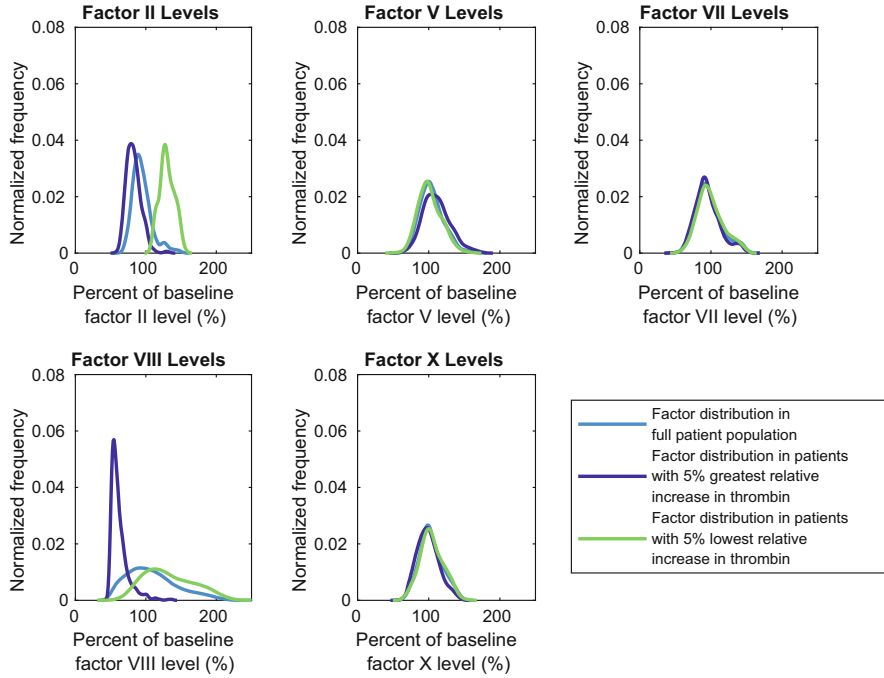 Factor II Levels
0.08
0.06
0.04
0.02
0
0 100 200
Normalized frequency
Percent of baseline
factor II level (%)
Factor V Levels
0.08
0.06
0.04
0.02
0
0 100 200
Normalized frequency
Percent of baseline
factor V level (%)
Factor VII Levels
0.08
0.06
0.04
0.02
0
0 100 200
Normalized frequency
Percent of baseline
factor VII level (%)
Factor VIII Levels
0.08
0.06
0.04
0.02
0
0 100 200
Normalized frequency
Percent of baseline
factor VIII level (%)
Factor X Levels
0.08
0.06
0.04
0.02
0
0 100 200
Normalized frequency
Percent of baseline
factor X level (%)
Factor distribution in
full patient population
Factor distribution in patients
with 5% greatest relative
increase in thrombin
Factor distribution in patients
with 5% lowest relative
increase in thrombin